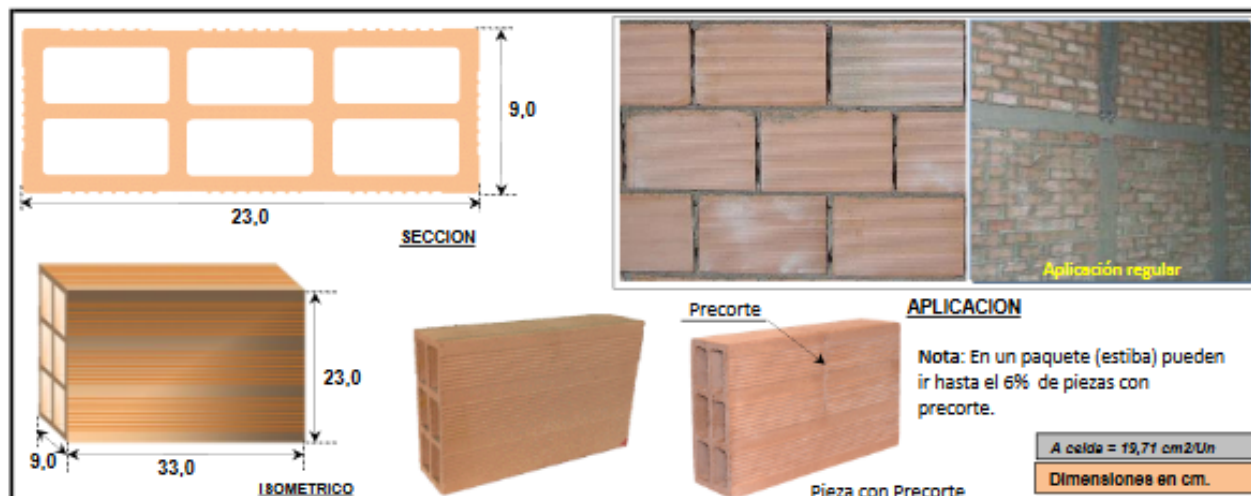 9,0
23,0
SECCION
Aplicación regular
APLICACION
Precorte
Nota: En un paquete (estiba) pueden
ir hasta el 6% de piezas con
precorte.
23,0
9,0
33,0
ISOMETRICO
Pieza con Precorte
A celda = 19,71 cm2/Un
Dimensiones en cm.